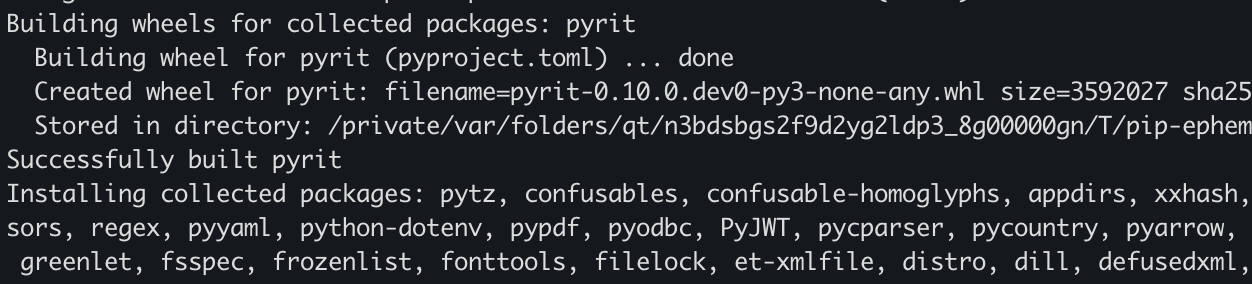 Building wheels for collected packages: pyrit
  Building wheel for pyrit (pyproject.toml) ... done
  Created wheel for pyrit: filename=pyrit-0.10.0.dev0-py3-none-any.whl size=3592027 sha25
  Stored in directory: /private/var/folders/qt/n3bdsbgs2f9d2yg2ldp3_8g00000gn/T/pip-ephem
Successfully built pyrit
Installing collected packages: pytz, confusables, confusable-homoglyphs, appdirs, xxhash,
sors, regex, pyyaml, python-dotenv, pypdf, pyodbc, PyJWT, pycparser, pycountry, pyarrow,
 greenlet, fsspec, frozenlist, fonttools, filelock, et-xmlfile, distro, dill, defusedxml,